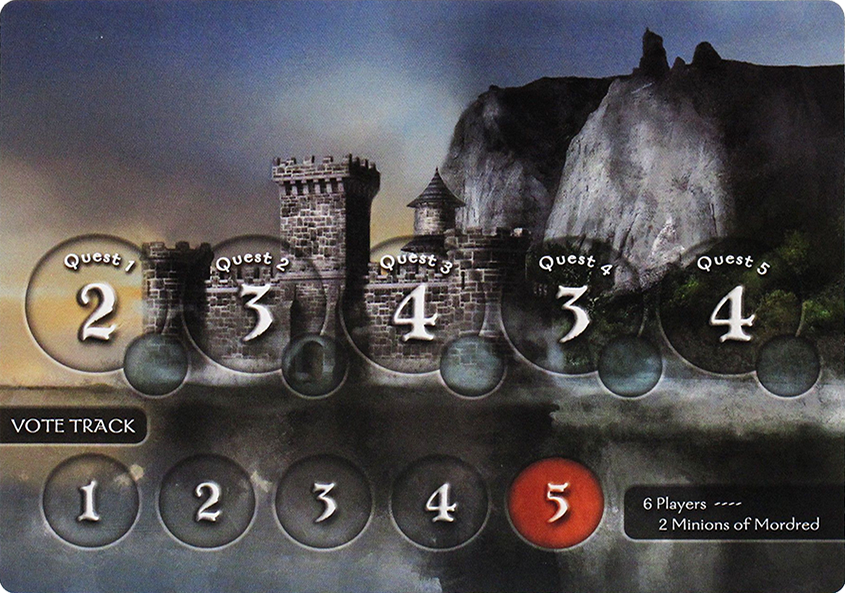 Quest 1
2
Quest 2
3
Quest 3
4
Quest 4
3
Quest 5
4
VOTE TRACK
1 2 3 4 5
6 Players ----
2 Minions of Mordred